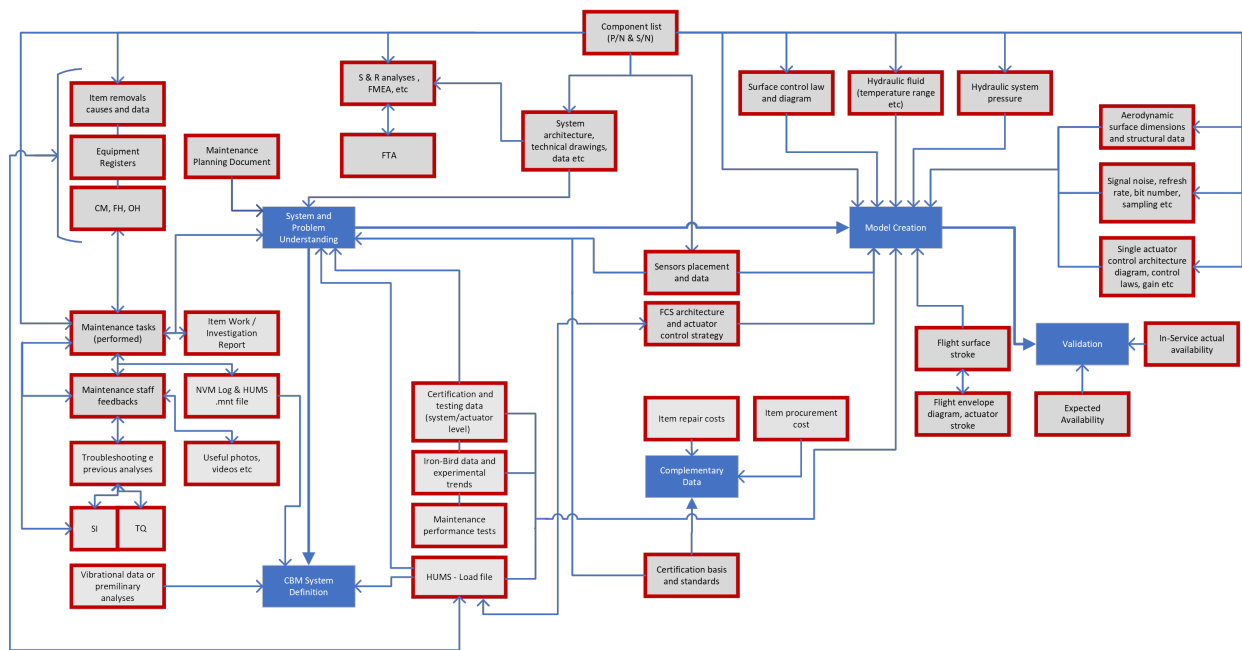 Component list
(P/N & S/N)
S & R analyses ,
FMEA, etc
Surface control law
and diagram
Hydraulic fluid
(temperature range
etc)
Hydraulic system
pressure
Item removals
causes and data
Aerodynamic
surface dimensions
and structural data
System
architecture,
technical drawings,
data etc
Equipment
Registers
Maintenance
Planning Document
FTA
Signal noise, refresh
rate, bit number,
sampling etc
CM, FH, OH
System and
Problem
Understanding
Model Creation
Single actuator
control architecture
diagram, control
laws, gain etc
Sensors placement
and data
Maintenance tasks
(performed)
Item Work /
Investigation
Report
FCS architecture
and actuator
control strategy
Flight surface
stroke
Validation
In-Service actual
availability
Maintenance staff
feedbacks
NVM Log & HUMS
.mnt file
Certification and
testing data
(system/actuator
level)
Item repair costs
Item procurement
cost
Flight envelope
diagram, actuator
stroke
Expected
Availability
Troubleshooting e
previous analyses
Useful photos,
videos etc
Iron-Bird data and
experimental
trends
Complementary
Data
SI
TQ
Maintenance
performance tests
Vibrational data or
premilinary
analyses
CBM System
Definition
HUMS - Load file
Certification basis
and standards